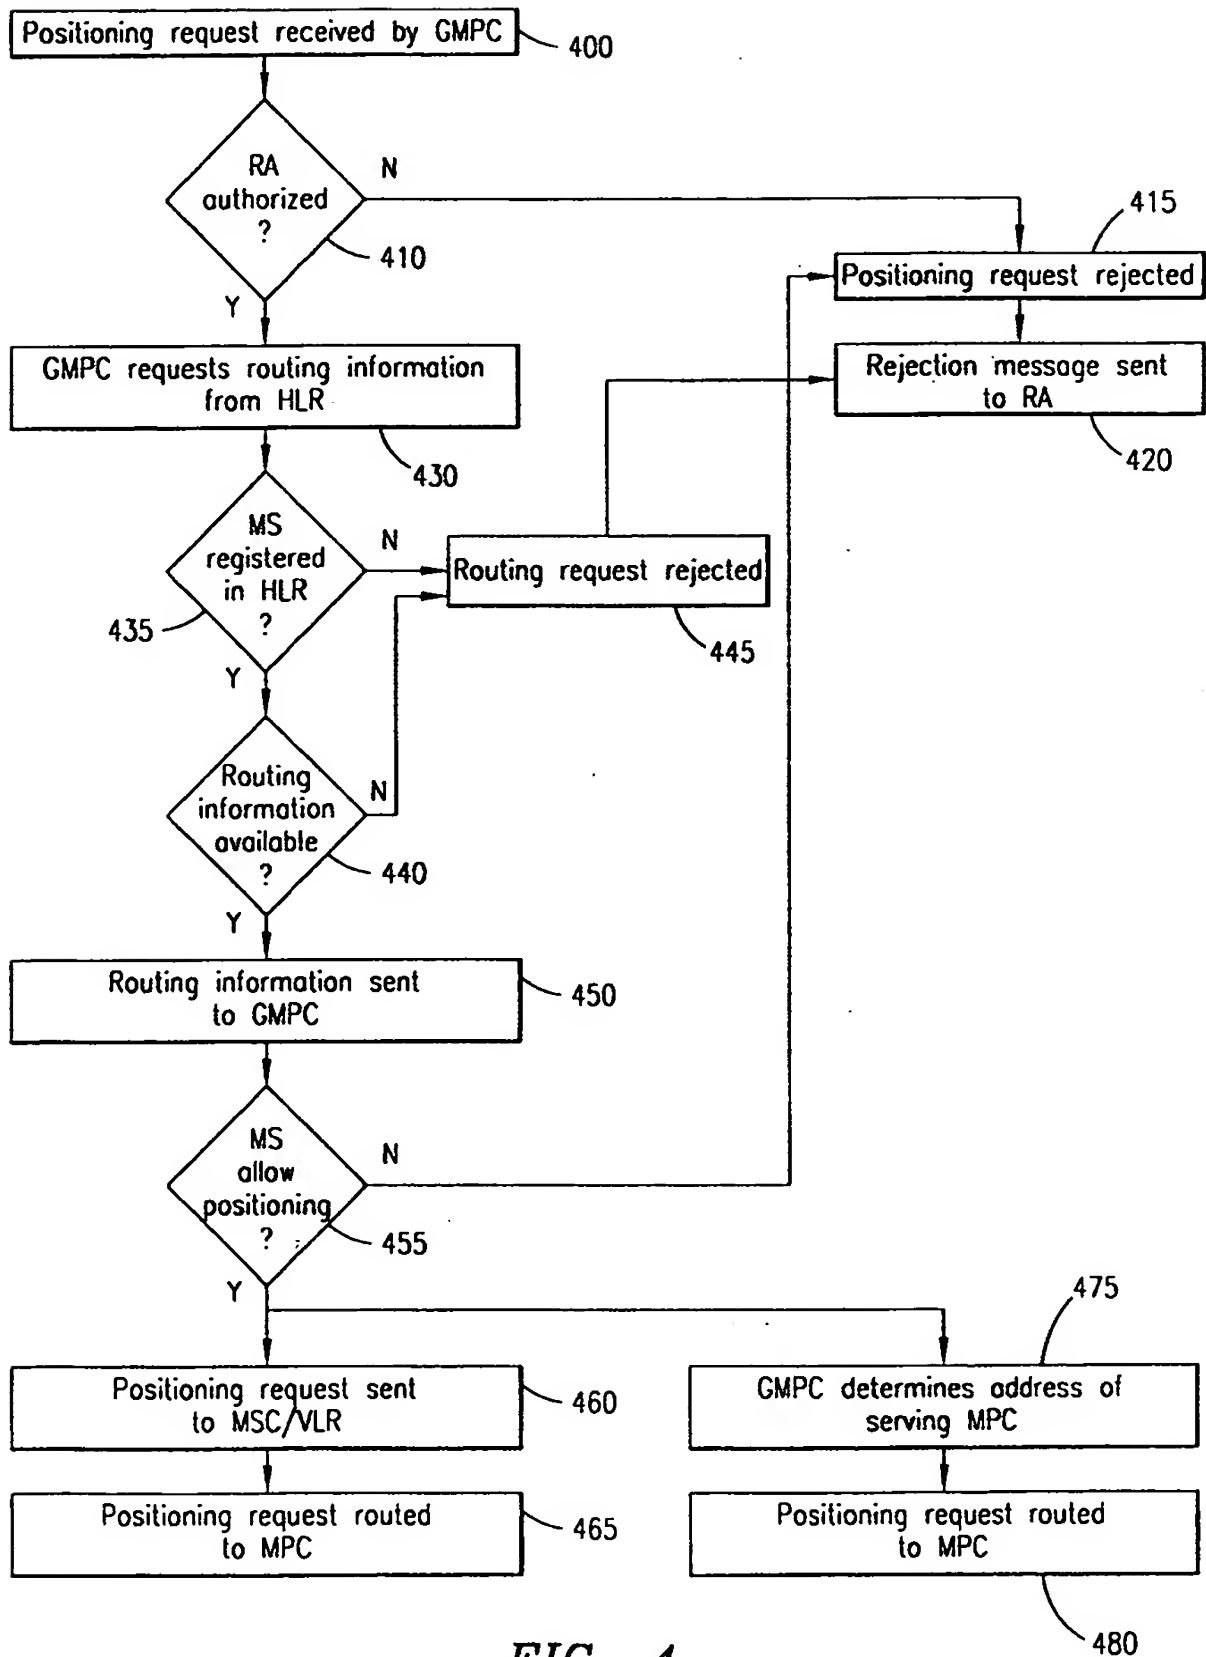 Positioning request received by GMPC
400
RA
authorized
?
N
410
Y
415
Positioning request rejected
GMPC requests routing information
from HLR
430
Rejection message sent
to RA
420
MS
registered
in HLR
?
N
435
Y
Routing request rejected
445
Routing
information
available
?
N
440
Y
Routing information sent
to GMPC
450
MS
allow
positioning
?
N
455
Y
475
Positioning request sent
to MSC/VLR
460
GMPC determines address of
serving MPC
Positioning request routed
to MPC
465
Positioning request routed
to MPC
480
FIG. 4